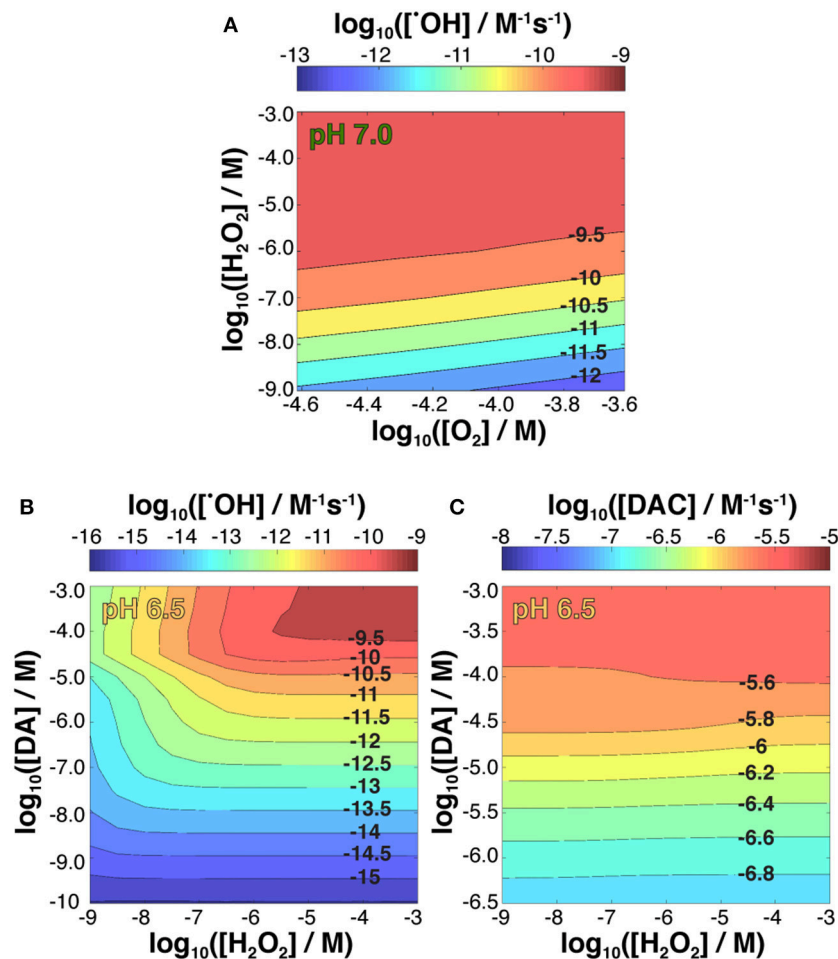 A
log₁₀([˙OH] / M⁻¹s⁻¹)
-13 -12 -11 -10 -9
pH 7.0
log₁₀([H₂O₂] / M)
-3.0
-4.0
-5.0
-6.0
-7.0
-8.0
-9.0
-9.5
-10
-10.5
-11
-11.5
-12
-4.6 -4.4 -4.2 -4.0 -3.8 -3.6
log₁₀([O₂] / M)
B
log₁₀([˙OH] / M⁻¹s⁻¹)
-16 -15 -14 -13 -12 -11 -10 -9
pH 6.5
log₁₀([DA] / M)
-3.0
-4.0
-5.0
-6.0
-7.0
-8.0
-9.0
-10
-9.5
-10
-10.5
-11
-11.5
-12
-12.5
-13
-13.5
-14
-14.5
-15
-9 -8 -7 -6 -5 -4 -3
log₁₀([H₂O₂] / M)
C
log₁₀([DAC] / M⁻¹s⁻¹)
-8 -7.5 -7 -6.5 -6 -5.5 -5
pH 6.5
log₁₀([DA] / M)
-3.0
-3.5
-4.0
-4.5
-5.0
-5.5
-6.0
-6.5
-5.6
-5.8
-6
-6.2
-6.4
-6.6
-6.8
-9 -8 -7 -6 -5 -4 -3
log₁₀([H₂O₂] / M)